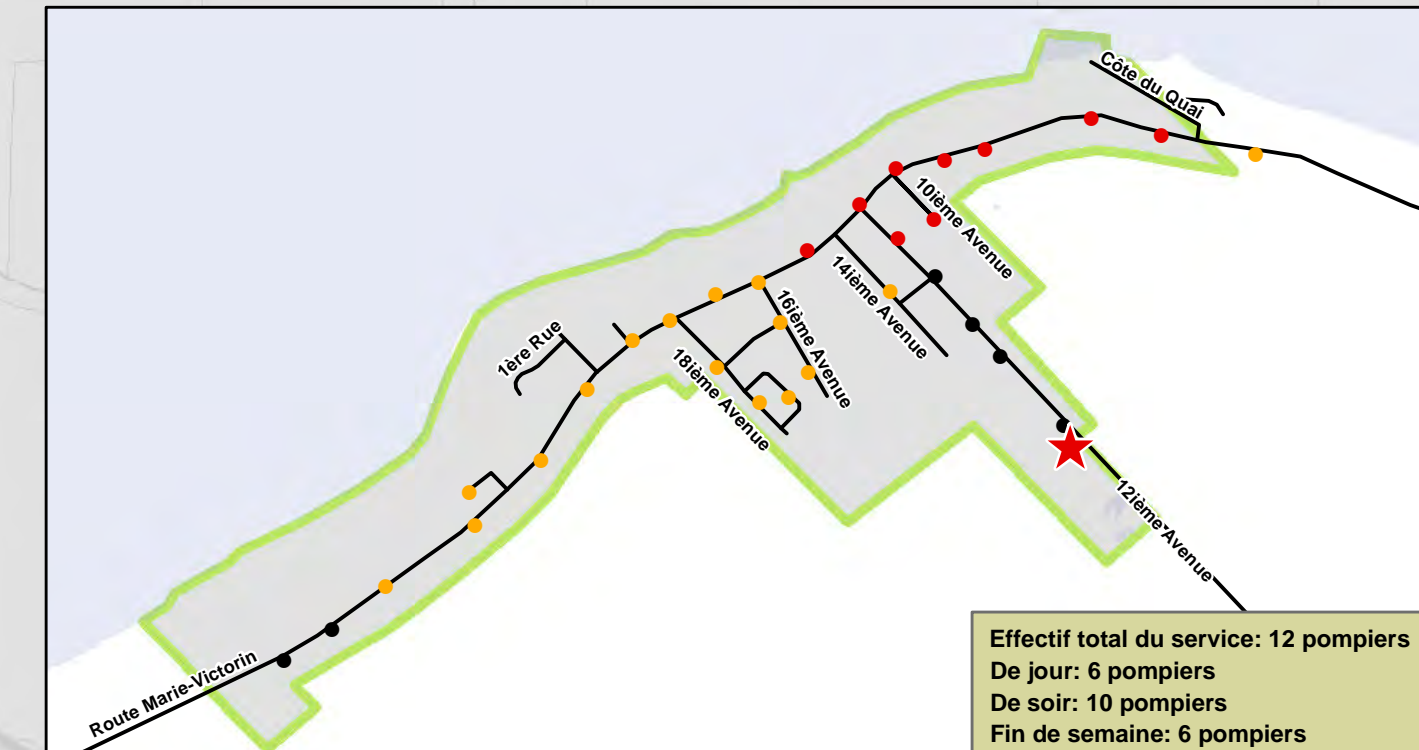 Côte du Quai
10ième Avenue
14ième Avenue
16ième Avenue
1ère Rue
18ième Avenue
12ième Avenue
Route Marie-Victorin
Effectif total du service: 12 pompiers
De jour: 6 pompiers
De soir: 10 pompiers
Fin de semaine: 6 pompiers